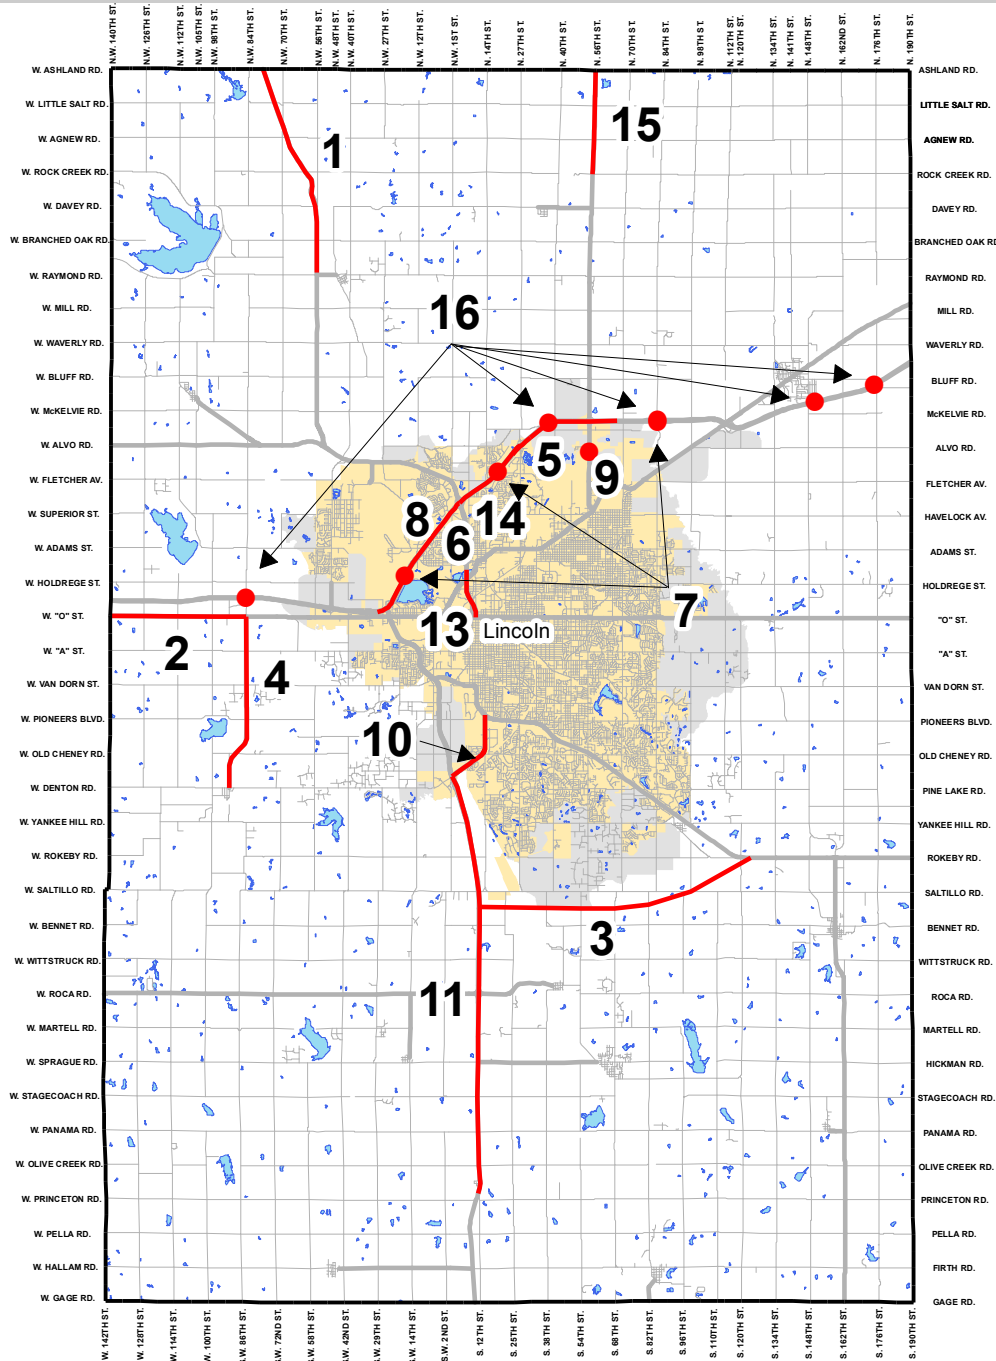 N.W. 140TH ST.
N.W. 126TH ST.
N.W. 112TH ST.
N.W. 105TH ST.
N.W. 98TH ST.
N.W. 84TH ST.
N.W. 70TH ST.
N.W. 56TH ST.
N.W. 48TH ST.
N.W. 40TH ST.
N.W. 27TH ST.
N.W. 12TH ST.
N.W. 1ST ST.
N. 14TH ST.
N. 27TH ST.
N. 40TH ST.
N. 56TH ST.
N. 70TH ST.
N. 84TH ST.
N. 98TH ST.
N. 112TH ST.
N. 120TH ST.
N. 134TH ST.
N. 141TH ST.
N. 148TH ST.
N. 162ND ST.
N. 176TH ST.
N. 190TH ST.
W. ASHLAND RD.
ASHLAND RD.
W. LITTLE SALT RD.
LITTLE SALT RD.
15
W. AGNEW RD.
AGNEW RD.
1
W. ROCK CREEK RD.
ROCK CREEK RD.
W. DAVEY RD.
DAVEY RD.
W. BRANCHED OAK RD.
BRANCHED OAK RD
W. RAYMOND RD.
RAYMOND RD.
W. MILL RD.
MILL RD.
16
W. WAVERLY RD.
WAVERLY RD.
W. BLUFF RD.
BLUFF RD.
W. McKELVIE RD.
McKELVIE RD.
W. ALVO RD.
ALVO RD.
5
9
W. FLETCHER AV.
FLETCHER AV.
W. SUPERIOR ST.
HAVELOCK AV.
8
14
6
W. ADAMS ST.
ADAMS ST.
W. HOLDREGE ST.
HOLDREGE ST.
7
W. "O" ST.
"O" ST.
13
Lincoln
2
W. "A" ST.
"A" ST.
4
W. VAN DORN ST.
VAN DORN ST.
W. PIONEERS BLVD.
PIONEERS BLVD.
10
W. OLD CHENEY RD.
OLD CHENEY RD.
W. DENTON RD.
PINE LAKE RD.
W. YANKEE HILL RD.
YANKEE HILL RD.
W. ROKEBY RD.
ROKEBY RD.
W. SALTILLO RD.
SALTILLO RD.
W. BENNET RD.
BENNET RD.
3
W. WITTSTRUCK RD.
WITTSTRUCK RD.
W. ROCA RD.
ROCA RD.
11
W. MARTELL RD.
MARTELL RD.
W. SPRAGUE RD.
HICKMAN RD.
W. STAGECOACH RD.
STAGECOACH RD.
W. PANAMA RD.
PANAMA RD.
W. OLIVE CREEK RD.
OLIVE CREEK RD.
W. PRINCETON RD.
PRINCETON RD.
W. PELLA RD.
PELLA RD.
W. HALLAM RD.
FIRTH RD.
W. GAGE RD.
GAGE RD.
W. 142TH ST.
W. 128TH ST.
W. 114TH ST.
W. 100TH ST.
S.W. 86TH ST.
S.W. 72ND ST.
S.W. 58TH ST.
S.W. 42ND ST.
S.W. 29TH ST.
S.W. 14TH ST.
S.W. 2ND ST.
S. 12TH ST.
S. 25TH ST.
S. 38TH ST.
S. 54TH ST.
S. 68TH ST.
S. 82TH ST.
S. 96TH ST.
S. 110TH ST.
S. 120TH ST.
S. 134TH ST.
S. 148TH ST.
S. 162TH ST.
S. 176TH ST.
S. 190TH ST.